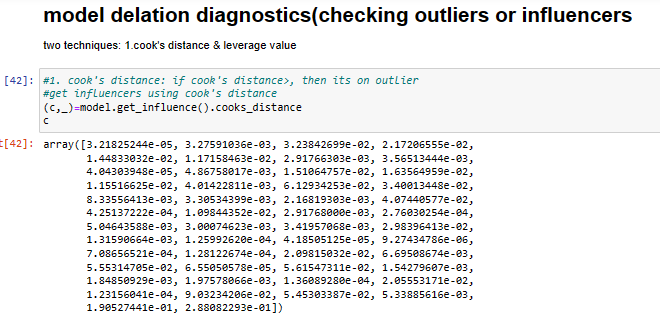 model delation diagnostics(checking outliers or influencers
two techniques: 1.cook's distance & leverage value
[42]: #1. cook's distance: if cook's distance>, then its on outlier
#get influencers using cook's distance
(c,_)=model.get_influence().cooks_distance
c
t[42]: array([3.21825244e-05, 3.27591036e-03, 3.23842699e-02, 2.17206555e-02,
1.44833032e-02, 1.17158463e-02, 2.91766303e-03, 3.56513444e-03,
4.04303948e-05, 4.86758017e-03, 1.51064757e-02, 1.63564959e-02,
1.15516625e-02, 4.01422811e-03, 6.12934253e-02, 3.40013448e-02,
8.33556413e-03, 3.30534399e-03, 2.16819203e-03, 4.07440577e-02,
4.25137222e-04, 1.09844352e-02, 2.91768000e-03, 2.76030254e-04,
5.04643588e-03, 3.00074623e-03, 3.41957068e-03, 2.98396413e-02,
1.31590664e-03, 1.25992620e-04, 4.18505125e-05, 9.27434786e-06,
7.08656521e-04, 1.28122674e-04, 2.09815032e-02, 6.69508674e-03,
5.55314705e-02, 6.55050578e-05, 5.61547311e-02, 1.54279607e-03,
1.84850929e-03, 1.97578066e-03, 1.36089280e-04, 2.05553171e-02,
1.23156041e-04, 9.03234206e-02, 5.45303387e-02, 5.33885616e-03,
1.90527441e-01, 2.88082293e-01])